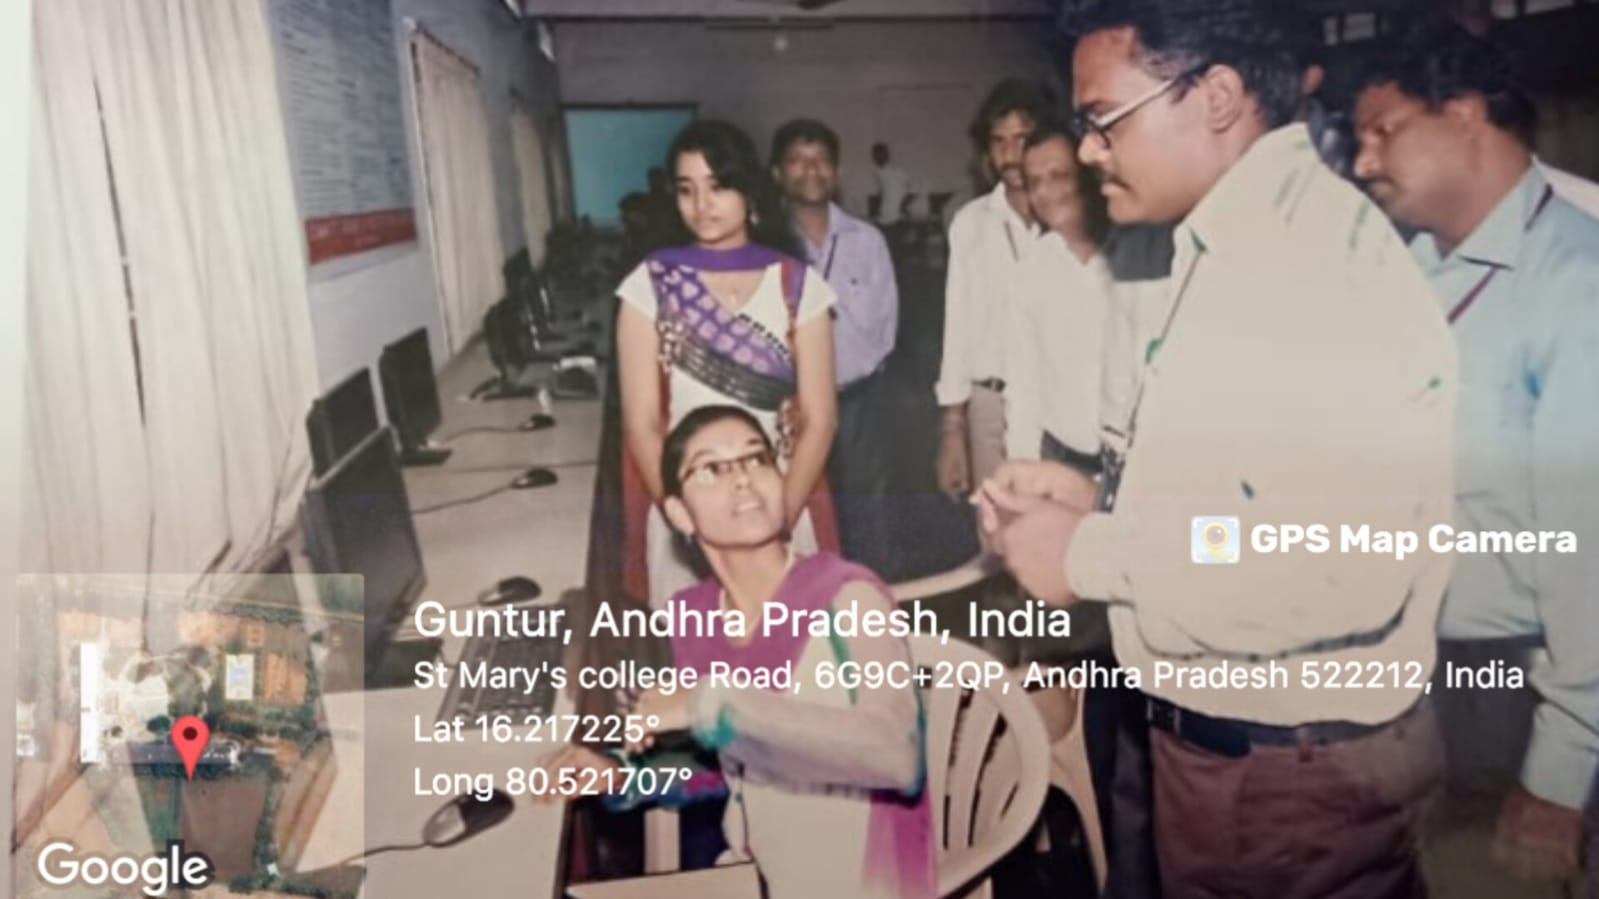 GPS Map Camera
Guntur, Andhra Pradesh, India
St Mary's college Road, 6G9C+2QP, Andhra Pradesh 522212, India
Lat 16.217225°
Long 80.521707°
Google